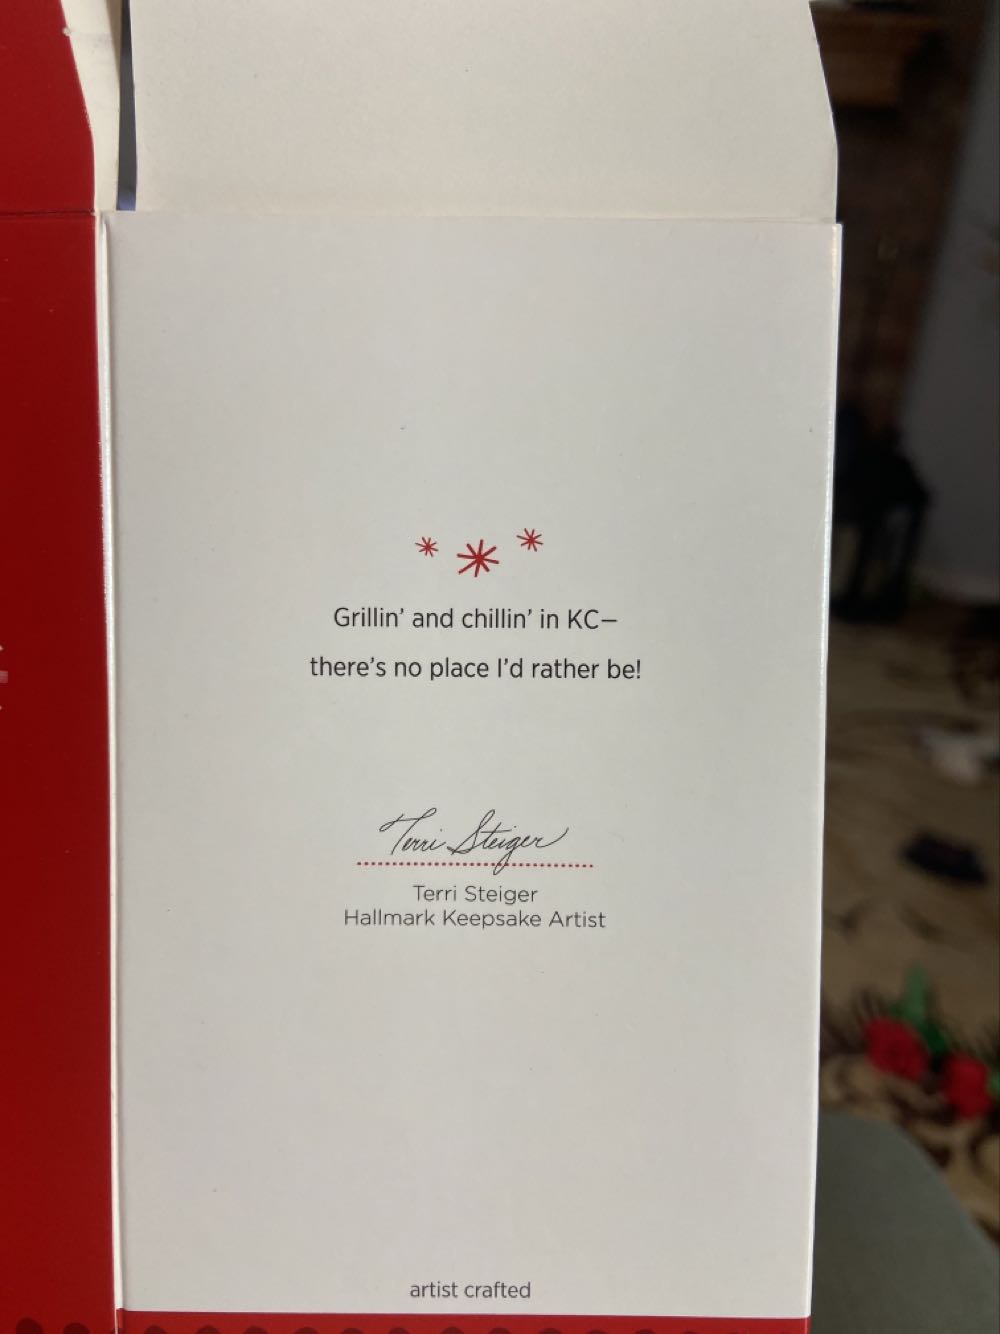 Grillin' and chillin' in KC—
there's no place I'd rather be!
Terri Steiger
Terri Steiger
Hallmark Keepsake Artist
artist crafted